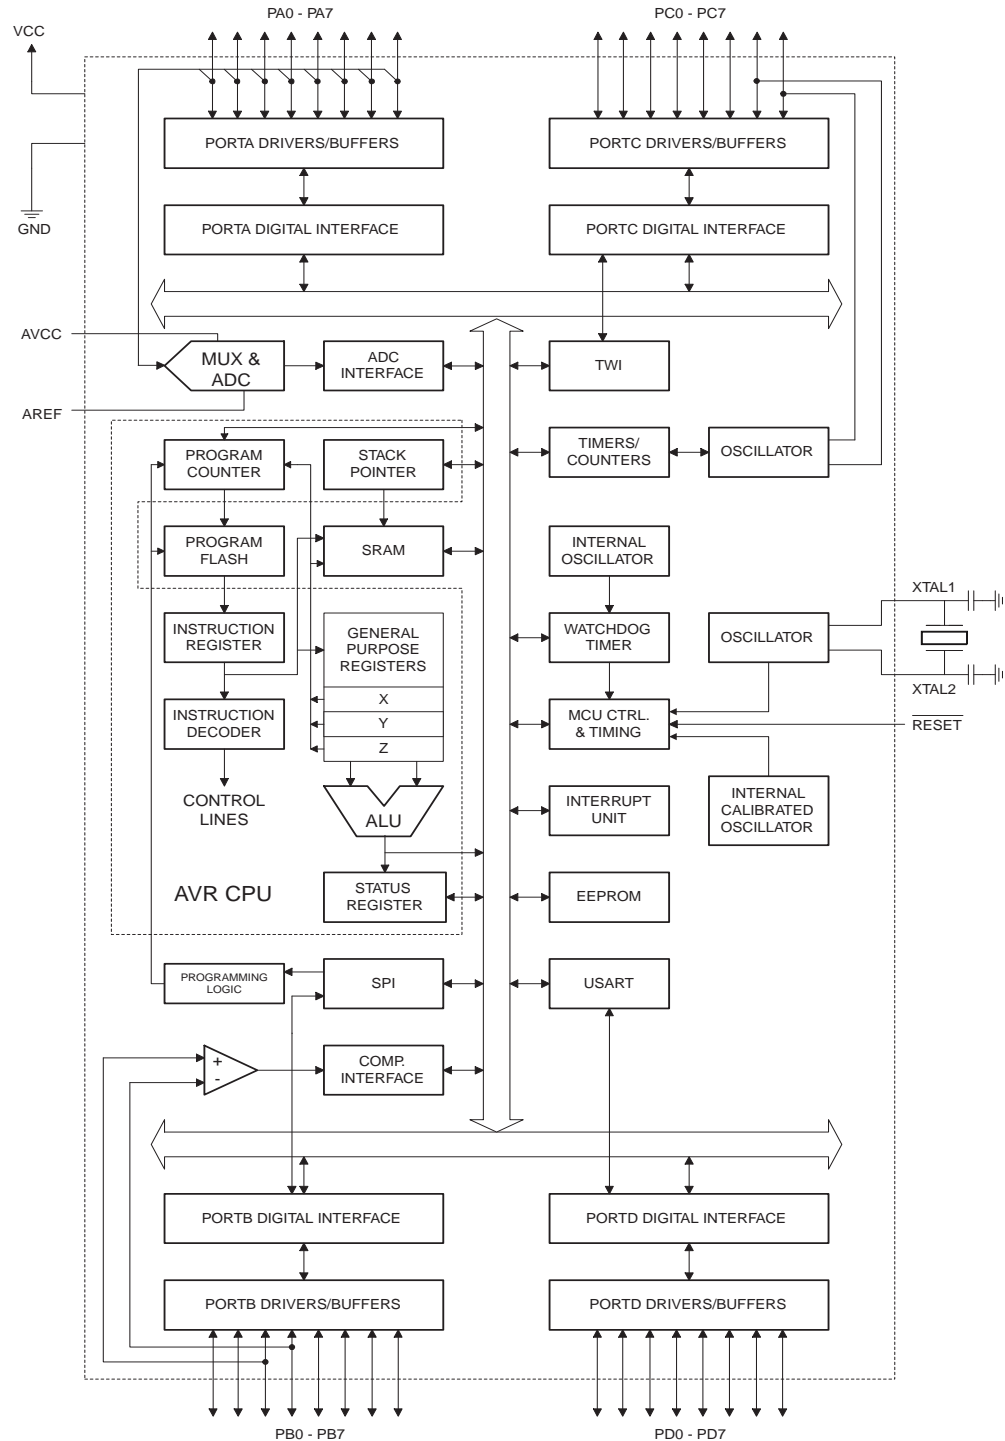 PA0 - PA7
PC0 - PC7
VCC
PORTA DRIVERS/BUFFERS
PORTC DRIVERS/BUFFERS
PORTA DIGITAL INTERFACE
PORTC DIGITAL INTERFACE
GND
AVCC
MUX &
ADC
ADC
INTERFACE
TWI
AREF
PROGRAM
COUNTER
STACK
POINTER
TIMERS/
COUNTERS
OSCILLATOR
PROGRAM
FLASH
SRAM
INTERNAL
OSCILLATOR
XTAL1
INSTRUCTION
REGISTER
GENERAL
PURPOSE
REGISTERS
WATCHDOG
TIMER
OSCILLATOR
XTAL2
X
INSTRUCTION
DECODER
Y
MCU CTRL.
& TIMING
RESET
Z
CONTROL
LINES
ALU
INTERRUPT
UNIT
INTERNAL
CALIBRATED
OSCILLATOR
AVR CPU
STATUS
REGISTER
EEPROM
PROGRAMMING
LOGIC
SPI
USART
+
-
COMP.
INTERFACE
PORTB DIGITAL INTERFACE
PORTD DIGITAL INTERFACE
PORTB DRIVERS/BUFFERS
PORTD DRIVERS/BUFFERS
PB0 - PB7
PD0 - PD7